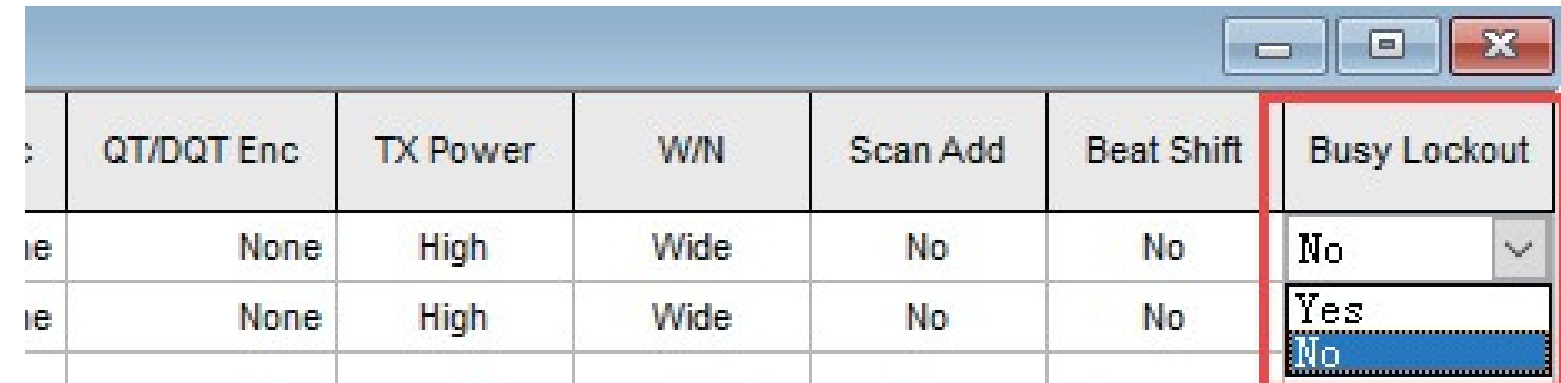 QT/DQT Enc TX Power W/N Scan Add Beat Shift Busy Lockout
None High Wide No No No
None High Wide No No Yes
No